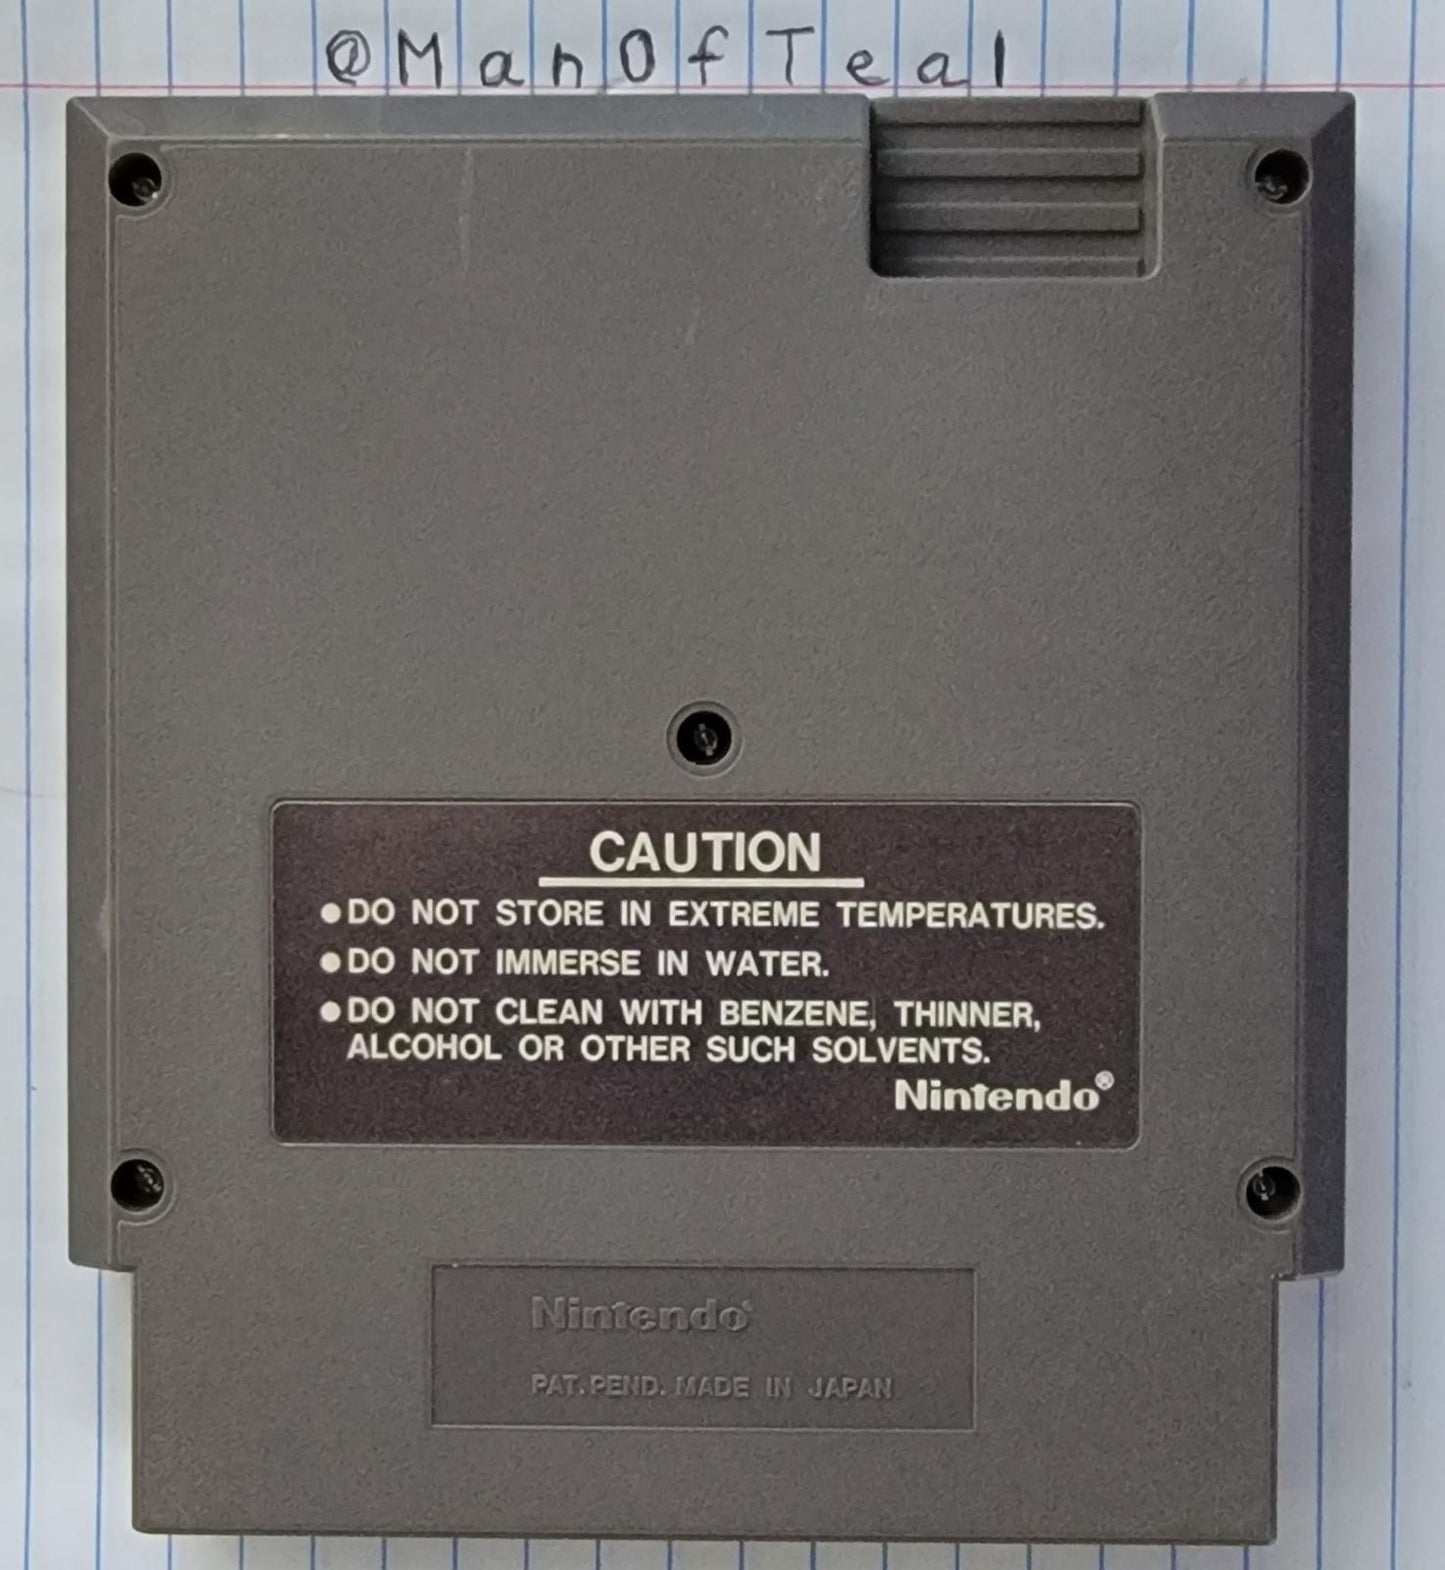 @ManOfTeal
CAUTION
●DO NOT STORE IN EXTREME TEMPERATURES.
●DO NOT IMMERSE IN WATER.
●DO NOT CLEAN WITH BENZENE, THINNER,
ALCOHOL OR OTHER SUCH SOLVENTS.
Nintendo®
Nintendo®
PAT. PEND. MADE IN JAPAN